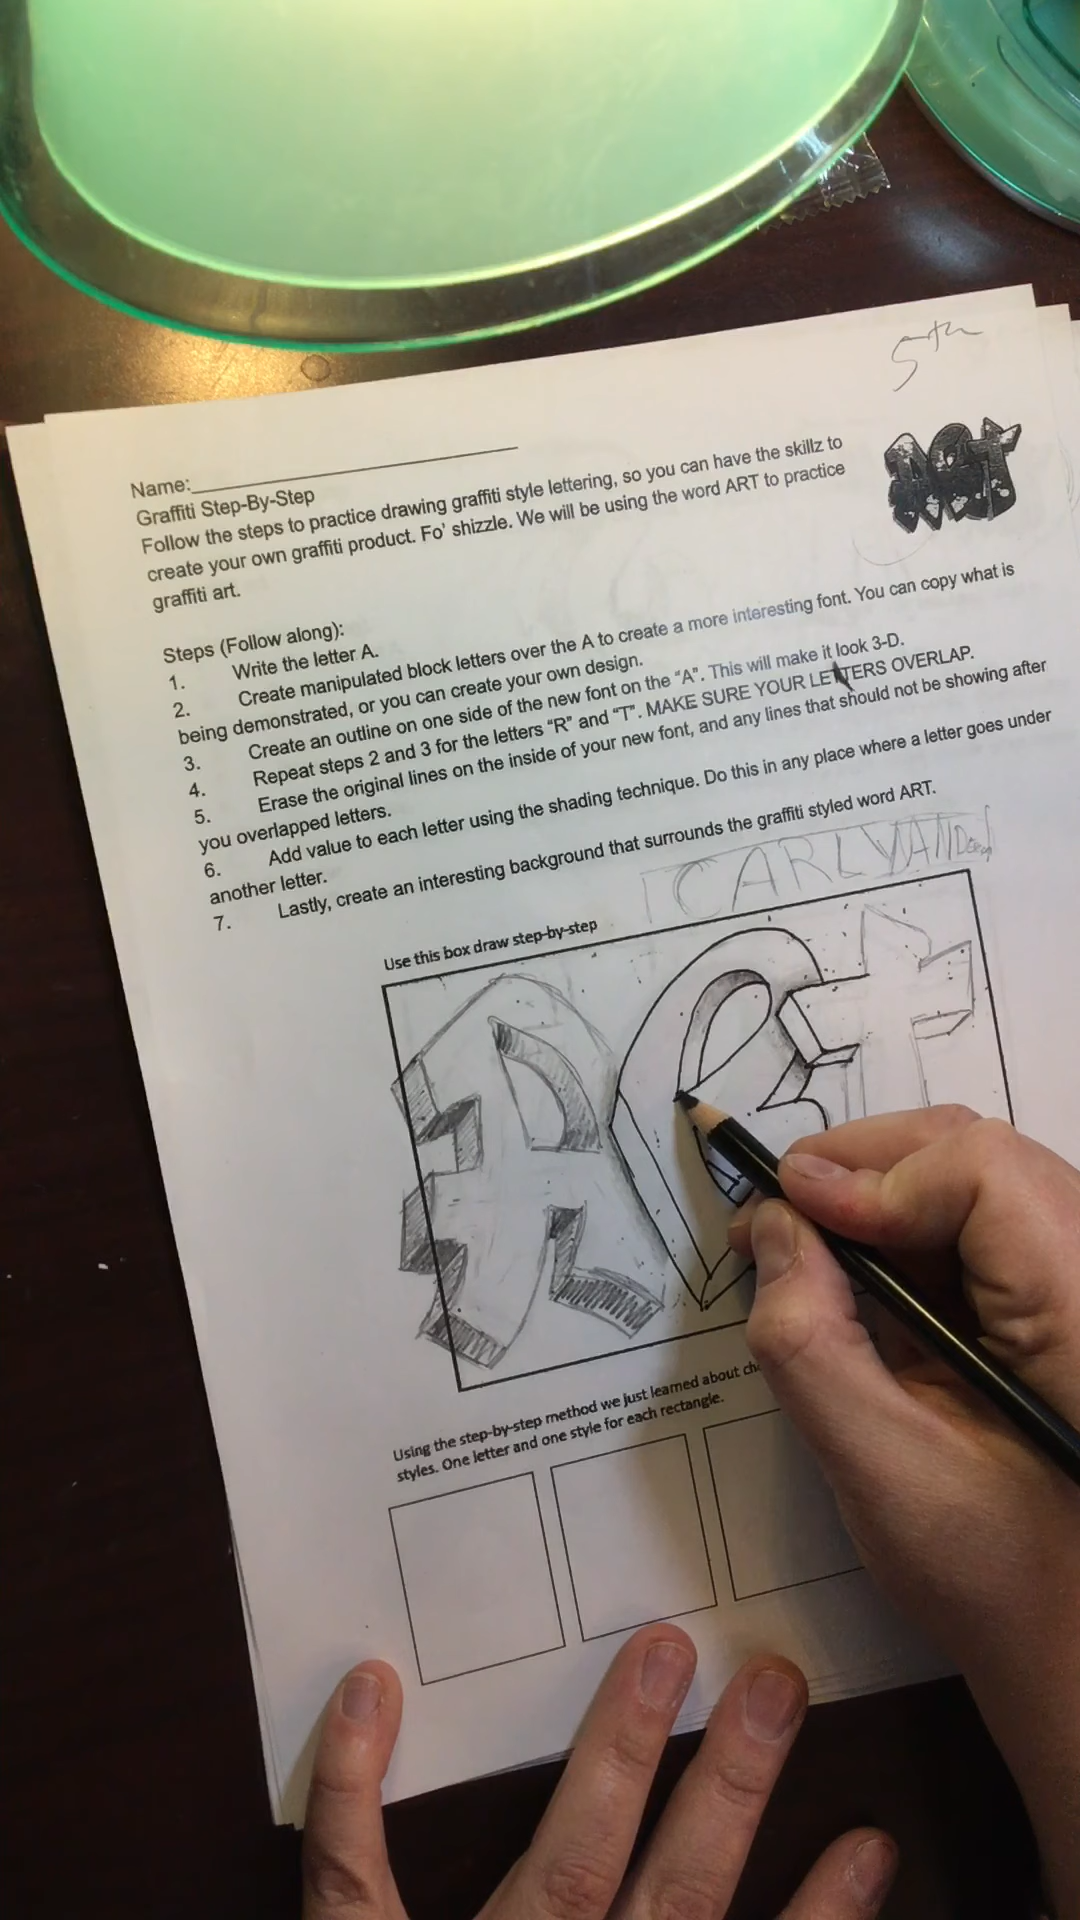 5th
Name:
Graffiti Step-By-Step
Follow the steps to practice drawing graffiti style lettering, so you can have the skillz to
create your own graffiti product. Fo' shizzle. We will be using the word ART to practice
graffiti art.
ART
Steps (Follow along):
1. Write the letter A.
2. Create manipulated block letters over the A to create a more interesting font. You can copy what is
being demonstrated, or you can create your own design.
3. Create an outline on one side of the new font on the “A”. This will make it look 3-D.
4. Repeat steps 2 and 3 for the letters “R” and “T”. MAKE SURE YOUR LETTERS OVERLAP.
5. Erase the original lines on the inside of your new font, and any lines that should not be showing after
you overlapped letters.
6. Add value to each letter using the shading technique. Do this in any place where a letter goes under
another letter.
7. Lastly, create an interesting background that surrounds the graffiti styled word ART.
CARLY
Use this box draw step-by-step
ARt
Using the step-by-step method we just learned about
styles. One letter and one style for each rectangle.